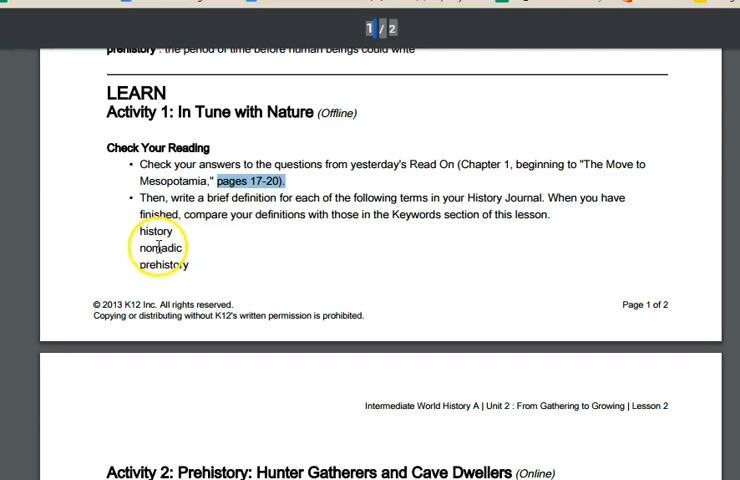 1 / 2
prehistory : the period of time before human beings could write
LEARN
Activity 1: In Tune with Nature (Offline)
Check Your Reading
• Check your answers to the questions from yesterday's Read On (Chapter 1, beginning to "The Move to
Mesopotamia," pages 17-20).
• Then, write a brief definition for each of the following terms in your History Journal. When you have
finished, compare your definitions with those in the Keywords section of this lesson.
history
nomadic
prehistory
© 2013 K12 Inc. All rights reserved.
Page 1 of 2
Copying or distributing without K12's written permission is prohibited.
Intermediate World History A | Unit 2 : From Gathering to Growing | Lesson 2
Activity 2: Prehistory: Hunter Gatherers and Cave Dwellers (Online)